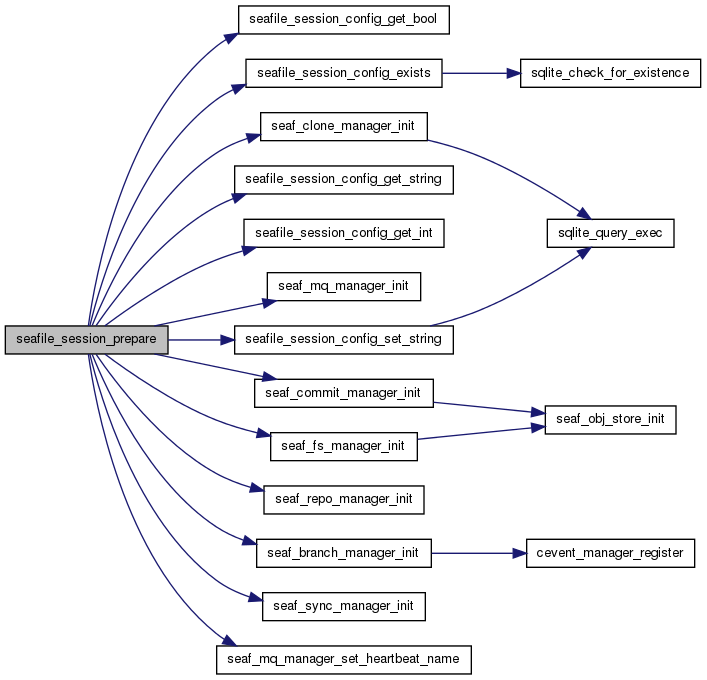 seafile_session_config_get_bool
seafile_session_config_exists
sqlite_check_for_existence
seaf_clone_manager_init
seafile_session_config_get_string
seafile_session_config_get_int
sqlite_query_exec
seaf_mq_manager_init
seafile_session_prepare
seafile_session_config_set_string
seaf_commit_manager_init
seaf_obj_store_init
seaf_fs_manager_init
seaf_repo_manager_init
seaf_branch_manager_init
cevent_manager_register
seaf_sync_manager_init
seaf_mq_manager_set_heartbeat_name